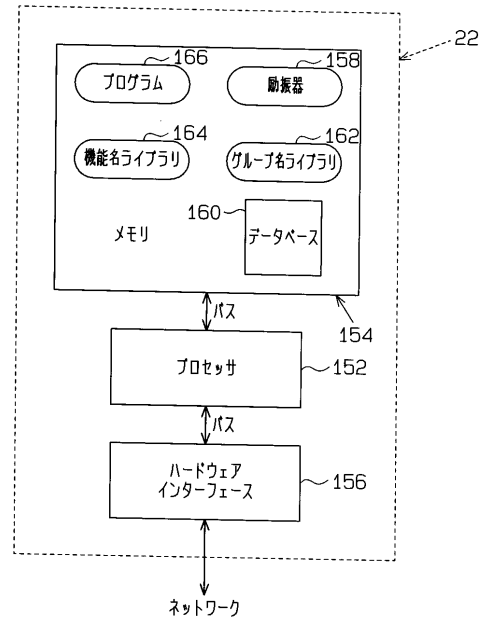 22
166
158
プログラム
励振器
164
162
機能名ライブラリ
グループ名ライブラリ
160
メモリ
データベース
バス
154
プロセッサ
152
バス
ハードウェア
インターフェース
156
ネットワーク